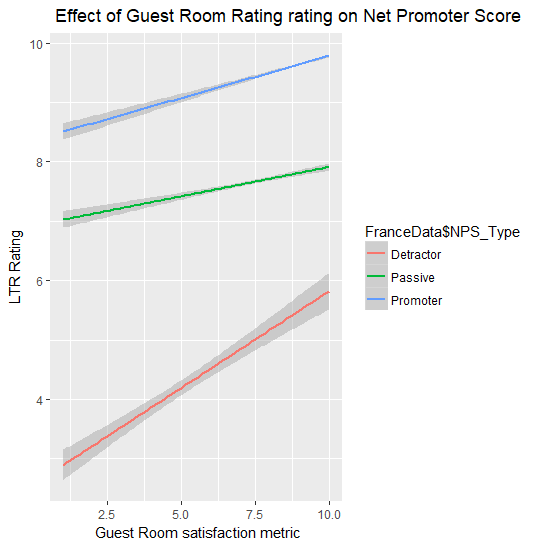 Effect of Guest Room Rating rating on Net Promoter Score
10
8
6
4
LTR Rating
2.5
5.0
7.5
10.0
Guest Room satisfaction metric
FranceData$NPS_Type
Detractor
Passive
Promoter